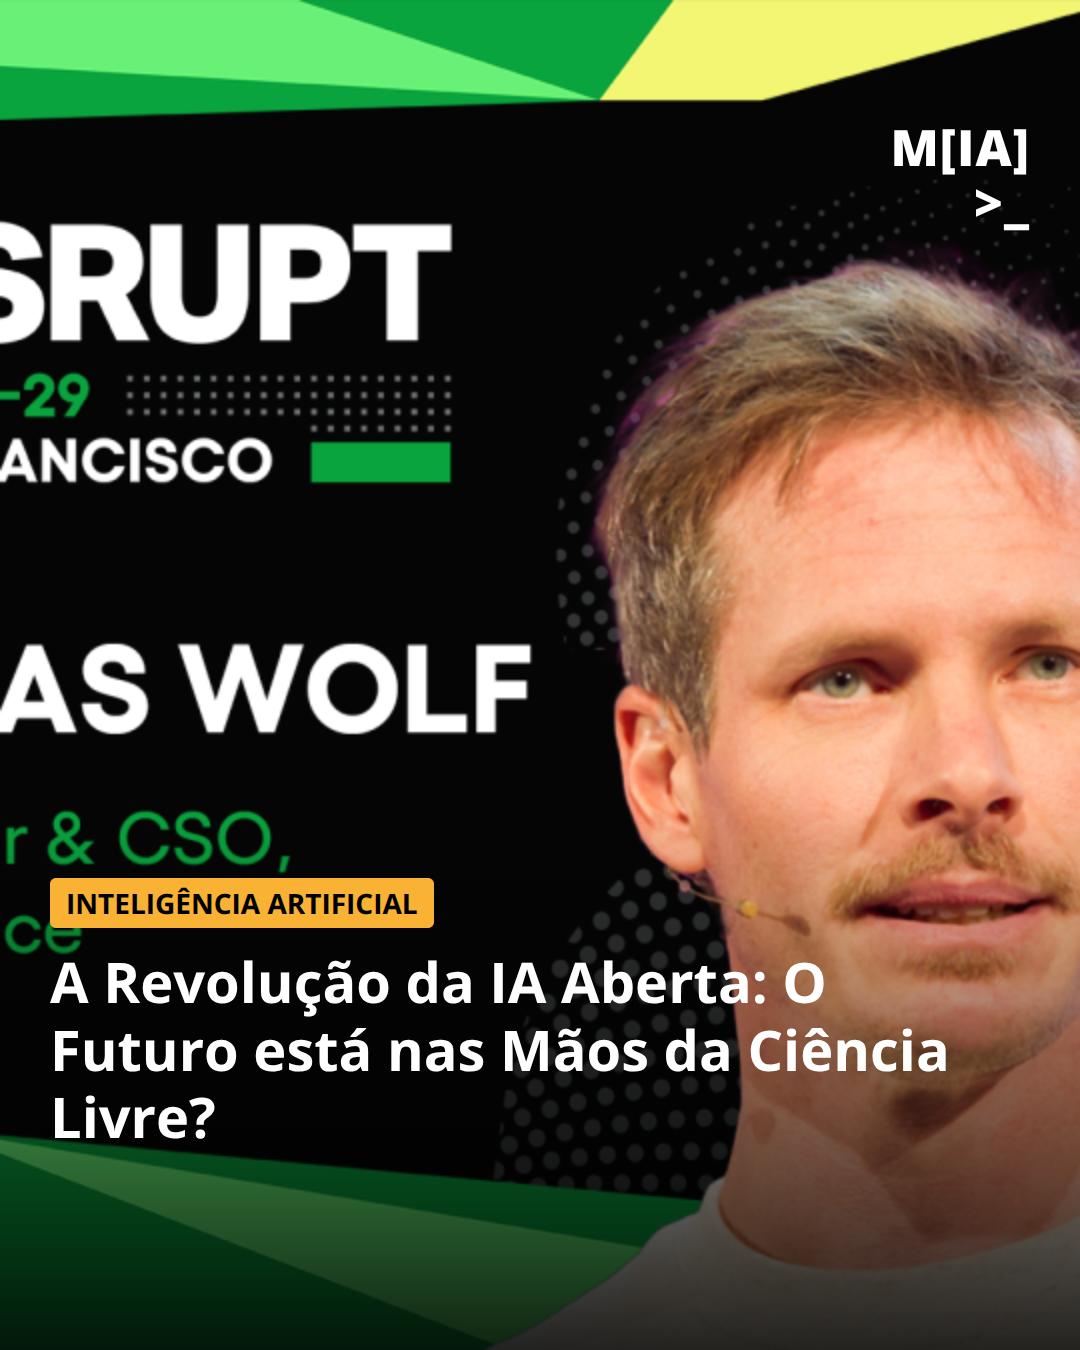 M[IA]
>_
SRUPT
–29
ANCISCO
AS WOLF
r & CSO,
ce
INTELIGÊNCIA ARTIFICIAL
A Revolução da IA Aberta: O
Futuro está nas Mãos da Ciência
Livre?